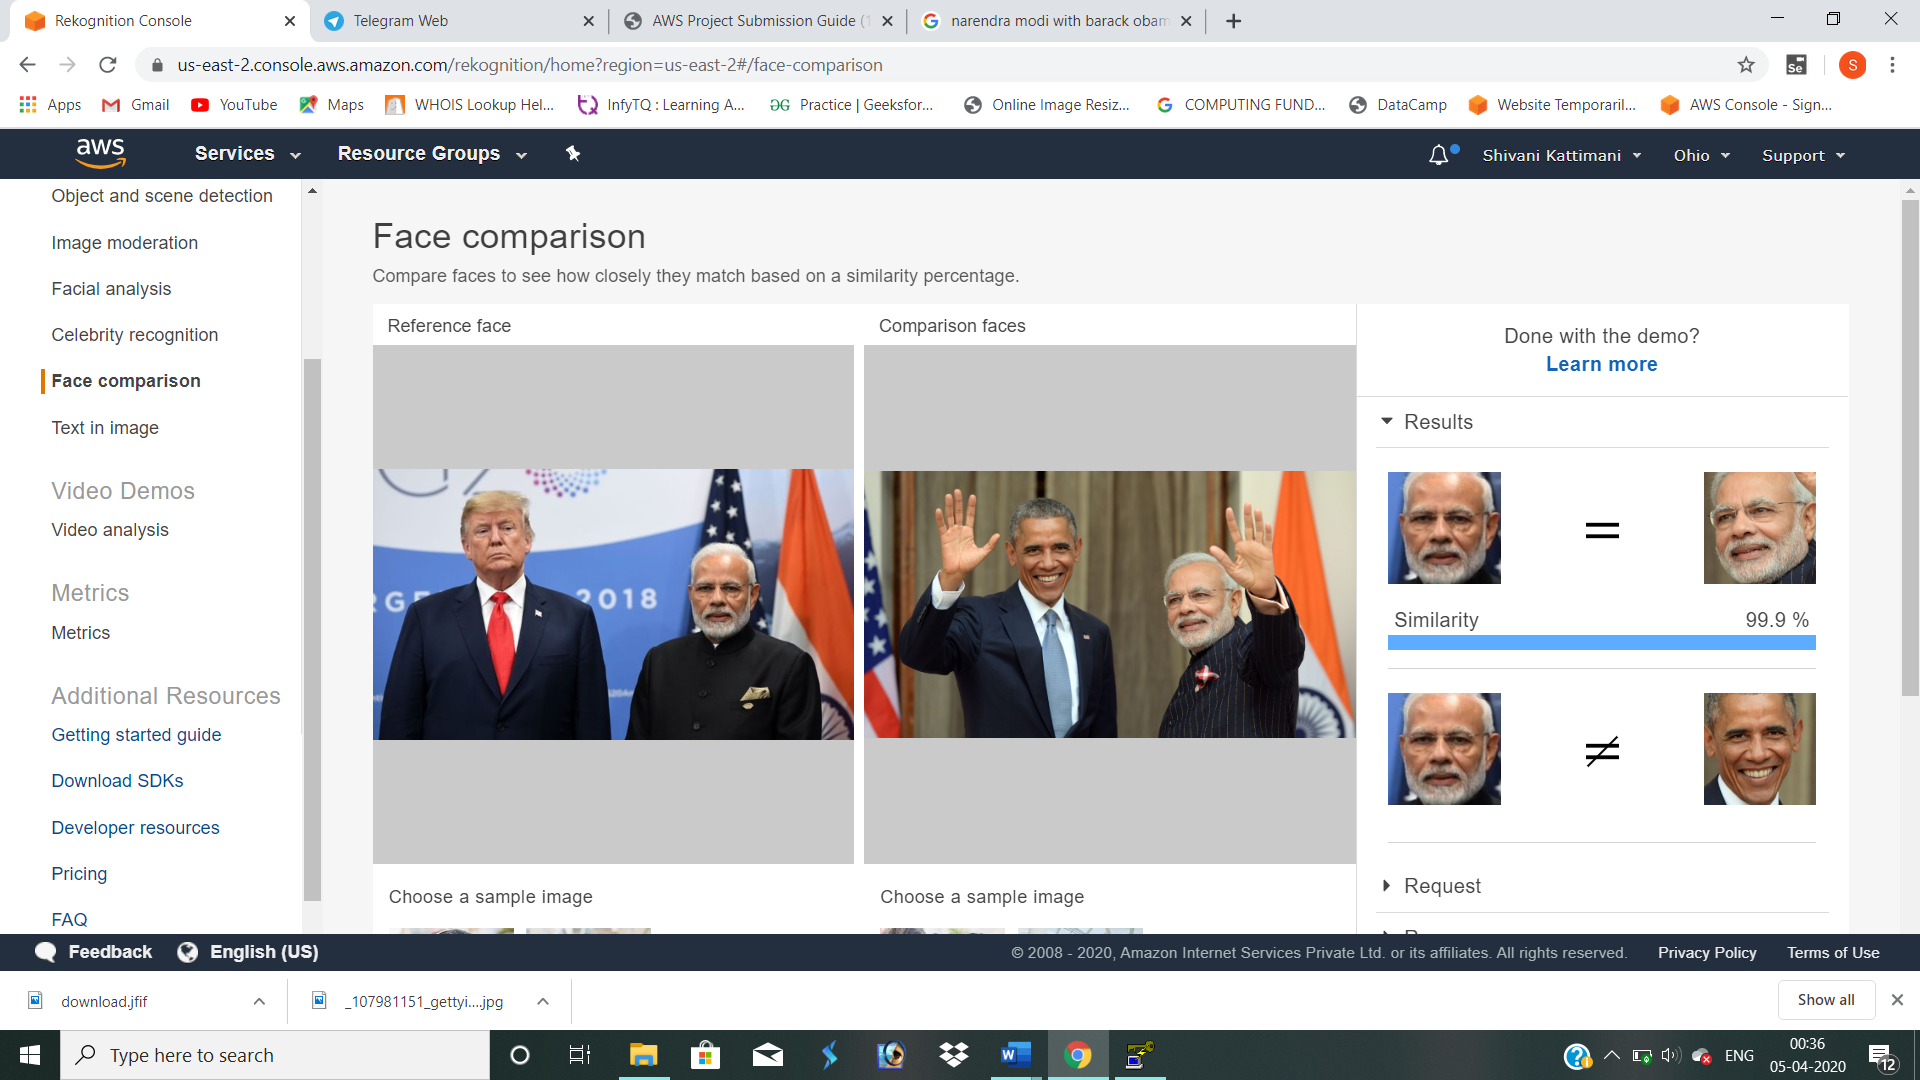 Rekognition Console
Telegram Web
AWS Project Submission Guide (1
narendra modi with barack obam
us-east-2.console.aws.amazon.com/rekognition/home?region=us-east-2#/face-comparison
Se
S
Apps
Gmail
YouTube
Maps
WHOIS Lookup Hel...
InfyTQ : Learning A...
Practice | Geeksfor...
Online Image Resiz...
COMPUTING FUND...
DataCamp
Website Temporaril...
AWS Console - Sign...
aws
Services
Resource Groups
Shivani Kattimani
Ohio
Support
Object and scene detection
Image moderation
Facial analysis
Celebrity recognition
Face comparison
Text in image
Video Demos
Video analysis
Metrics
Metrics
Additional Resources
Getting started guide
Download SDKs
Developer resources
Pricing
FAQ
Face comparison
Compare faces to see how closely they match based on a similarity percentage.
Reference face
Comparison faces
2018
Choose a sample image
Choose a sample image
Done with the demo?
Learn more
Results
=
Similarity 99.9 %
≠
Request
Feedback
English (US)
© 2008 - 2020, Amazon Internet Services Private Ltd. or its affiliates. All rights reserved.
Privacy Policy
Terms of Use
download.jfif
_107981151_gettyi....jpg
Show all
Type here to search
ENG
00:36
05-04-2020
12